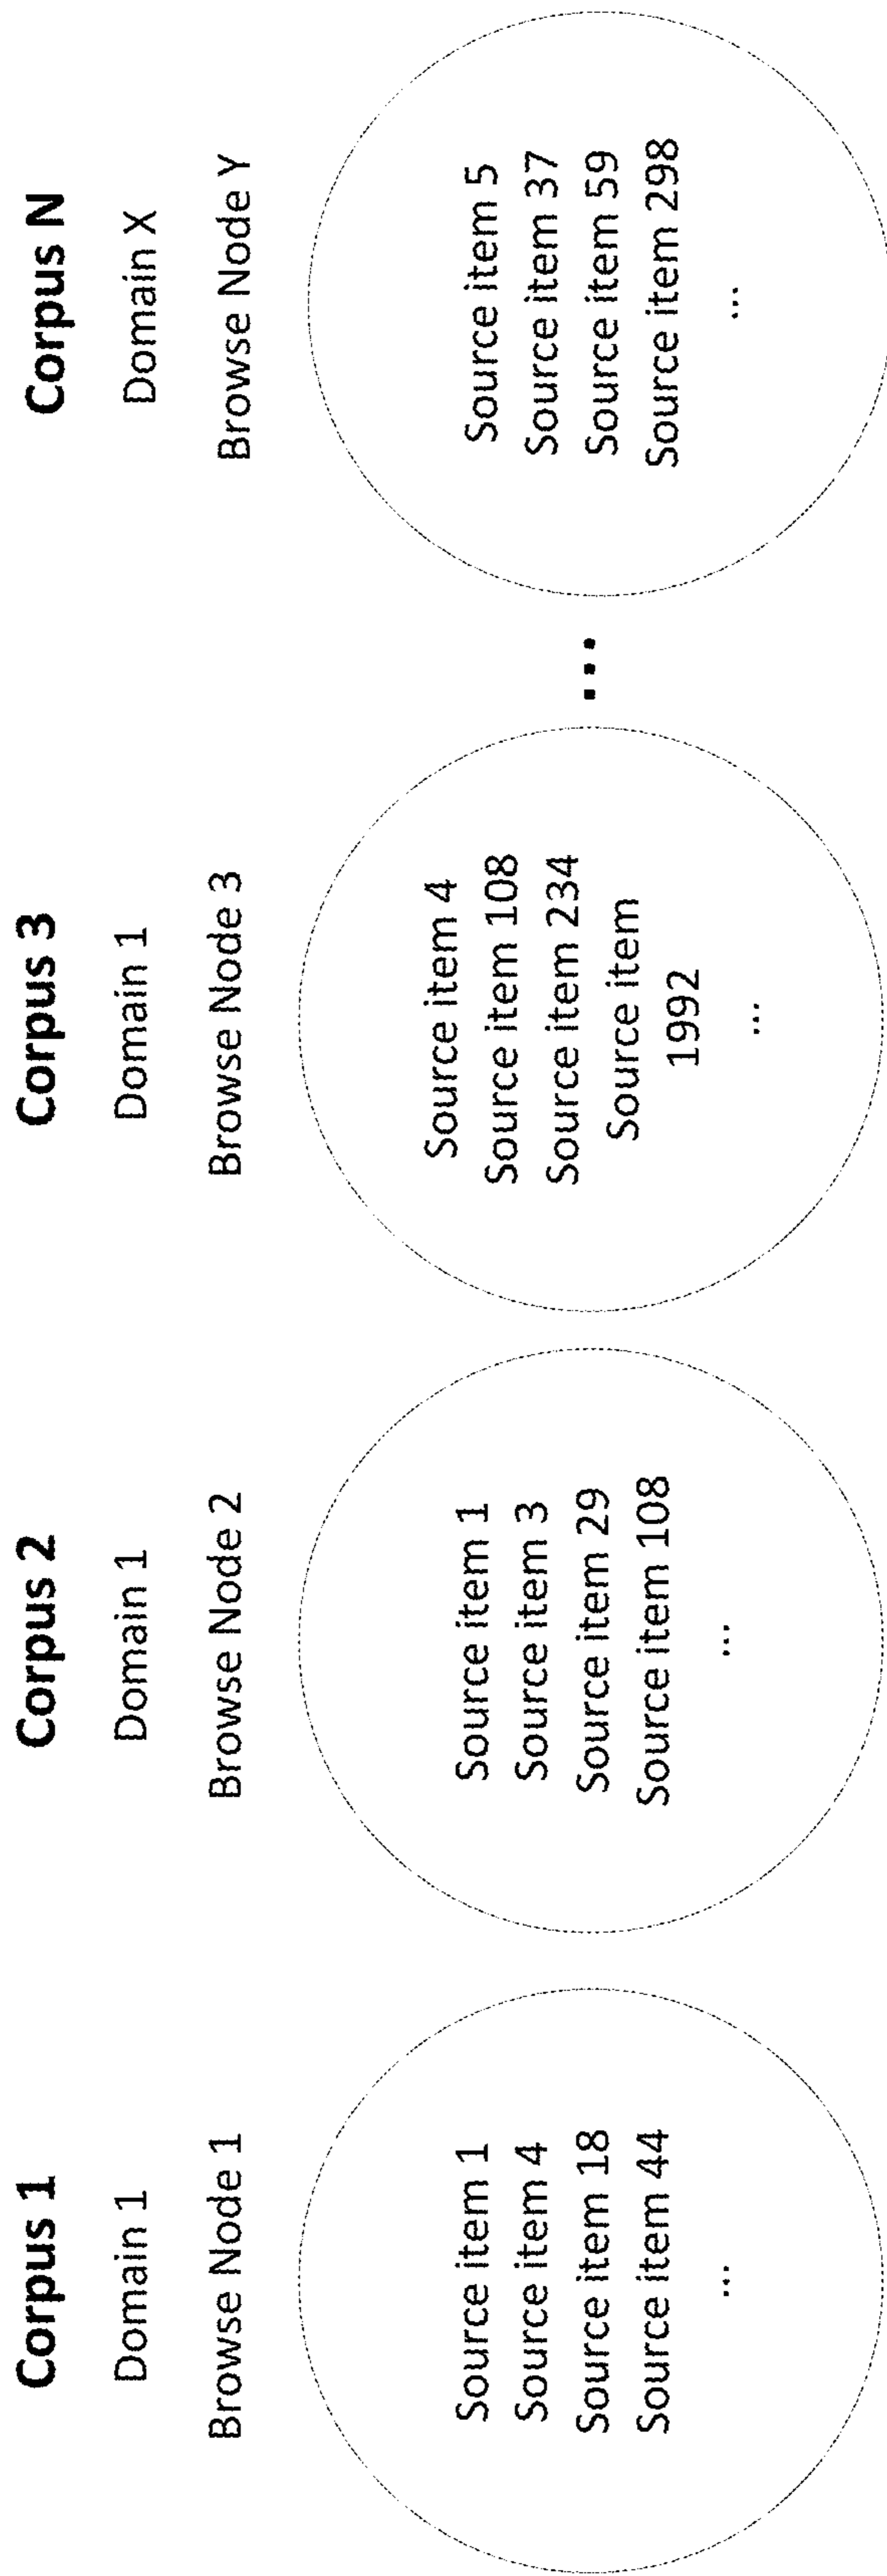 Corpus 1
Domain 1
Browse Node 1
Source item 1
Source item 4
Source item 18
Source item 44
...
Corpus 2
Domain 1
Browse Node 2
Source item 1
Source item 3
Source item 29
Source item 108
...
Corpus 3
Domain 1
Browse Node 3
Source item 4
Source item 108
Source item 234
Source item
1992
...
...
Corpus N
Domain X
Browse Node Y
Source item 5
Source item 37
Source item 59
Source item 298
...